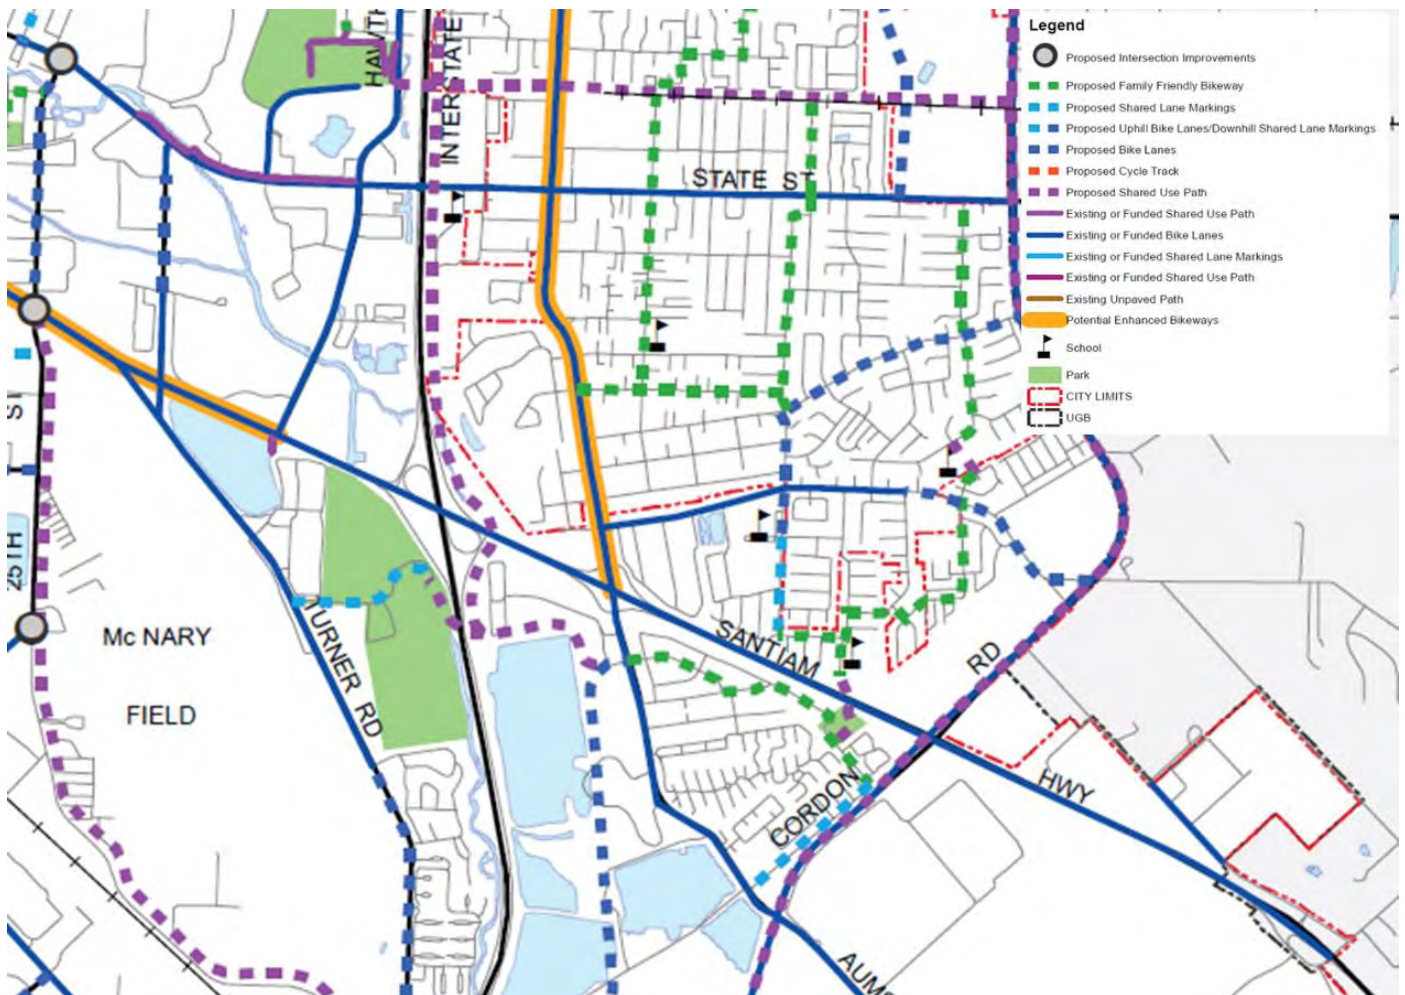 Legend
Proposed Intersection Improvements
Proposed Family Friendly Bikeway
Proposed Shared Lane Markings
Proposed Uphill Bike Lanes/Downhill Shared Lane Markings
Proposed Bike Lanes
Proposed Cycle Track
Proposed Shared Use Path
Existing or Funded Shared Use Path
Existing or Funded Bike Lanes
Existing or Funded Shared Lane Markings
Existing or Funded Shared Use Path
Existing Unpaved Path
Potential Enhanced Bikeways
School
Park
CITY LIMITS
UGB
HAWTH
INTERSTATE
STATE ST
25TH
S
Mc NARY
FIELD
TURNER RD
SANTIAM
HWY
CORDON
RD
AUMS